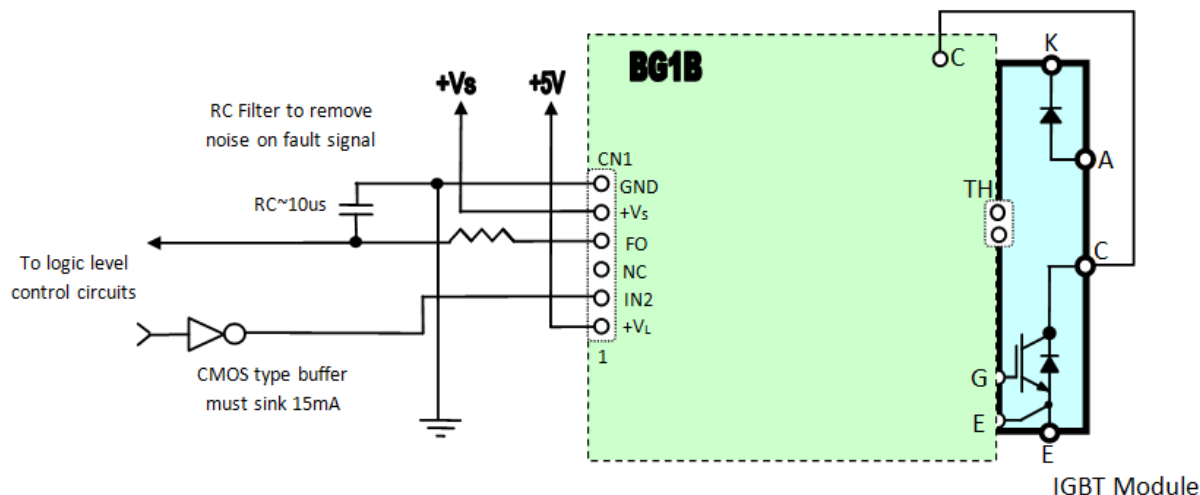 BG1B
C
K
+Vs
+5V
RC Filter to remove
noise on fault signal
A
CN1
GND
TH
RC~10us
+Vs
FO
C
To logic level
control circuits
NC
IN2
+VL
1
CMOS type buffer
must sink 15mA
G
E
E
IGBT Module